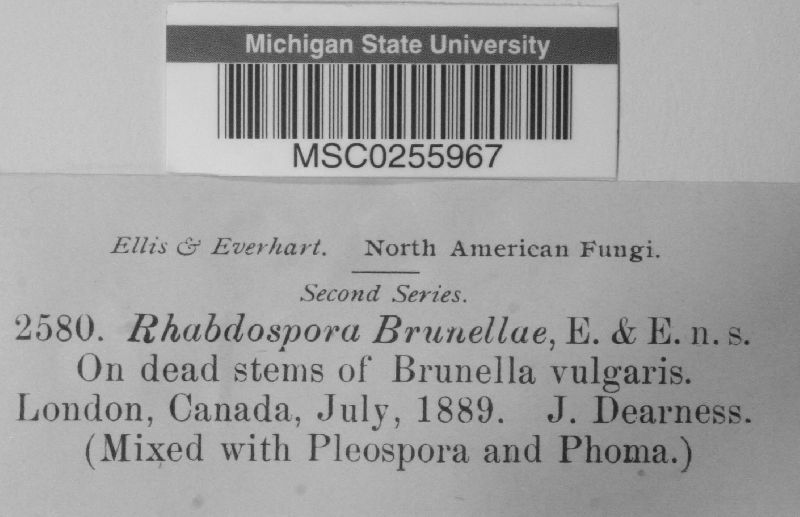 Michigan State University
MSC0255967
Ellis & Everhart. North American Fungi.
Second Series.
2580. Rhabdospora Brunellae, E. & E. n. s.
On dead stems of Brunella vulgaris.
London, Canada, July, 1889. J. Dearness.
(Mixed with Pleospora and Phoma.)